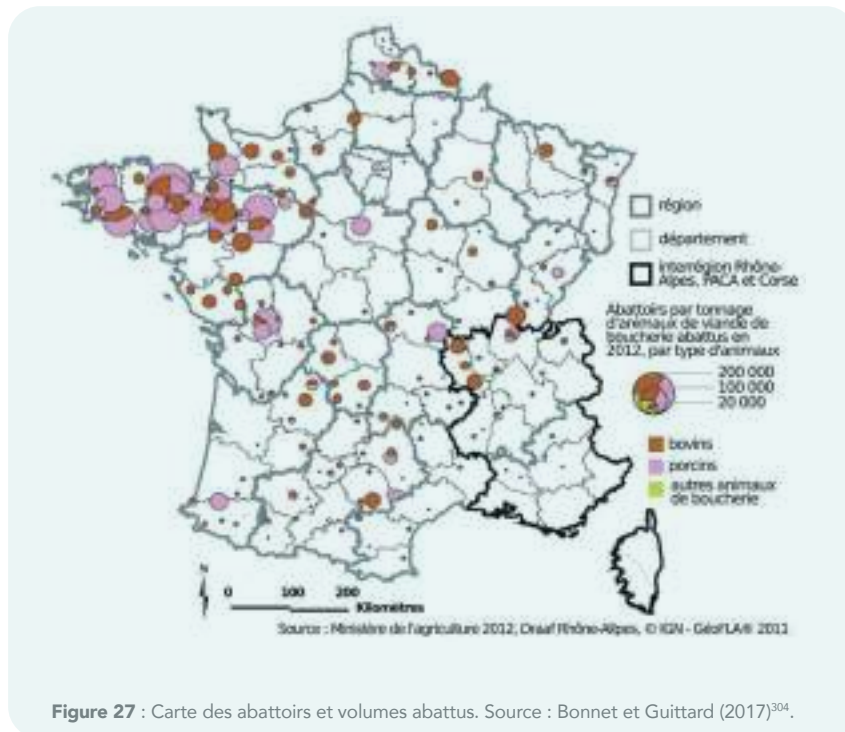 région
département
interrégion Rhône-
Alpes, PACA et Corse
Abattoirs par tonnage
d'animaux de viande de
boucherie abattus en
2012, par type d'animaux
200 000
100 000
20 000
bovins
porcins
autres animaux
de boucherie
N
0 100 200
Kilomètres
Source : Ministère de l'agriculture 2012, Draaf Rhône-Alpes, © IGN - GéoFLA® 2011
Figure 27 : Carte des abattoirs et volumes abattus. Source : Bonnet et Guittard (2017)³⁰⁴.